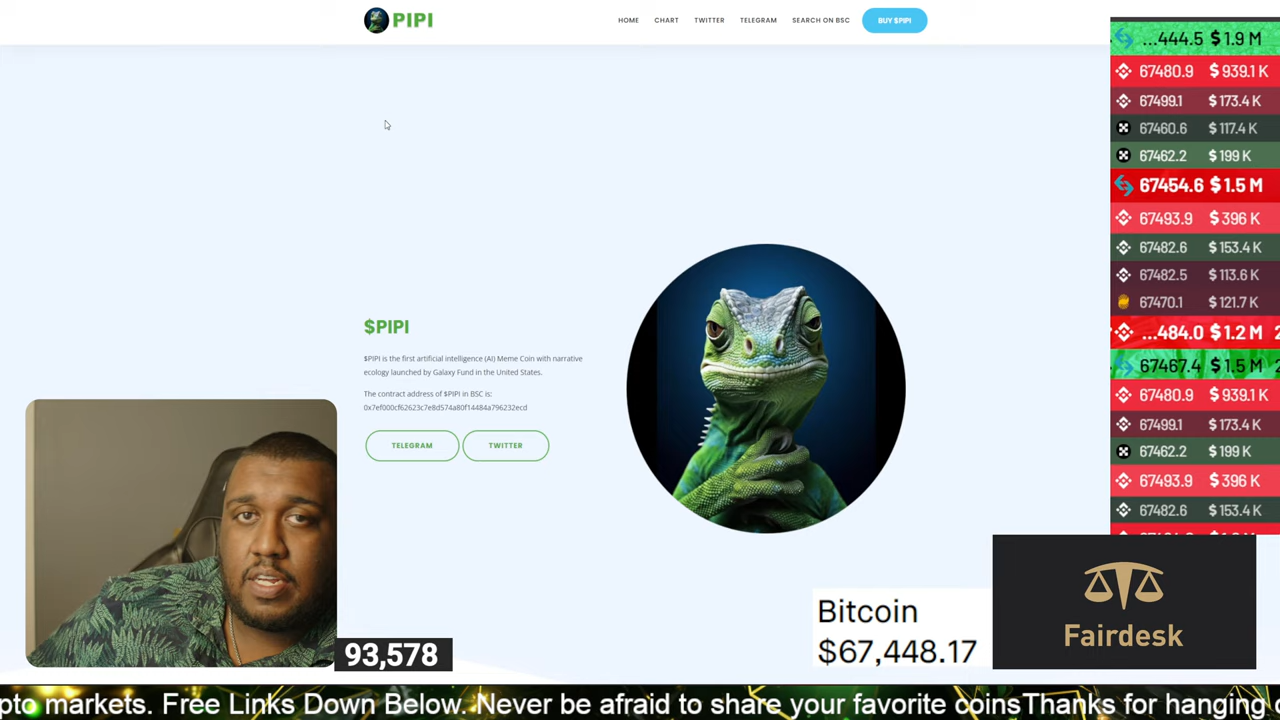 PIPI
HOME
CHART
TWITTER
TELEGRAM
SEARCH ON BSC
BUY $PIPI
$PIPI
$PIPI is the first artificial intelligence (AI) Meme Coin with narrative
ecology launched by Galaxy Fund in the United States.
The contract address of $PIPI in BSC is:
0x7ef000cf62623c7e8d574a80f14484a796232ecd
TELEGRAM
TWITTER
...444.5 $1.9 M
67480.9 $939.1 K
67499.1 $173.4 K
67460.6 $117.4 K
67462.2 $199 K
67454.6 $1.5 M
67493.9 $396 K
67482.6 $153.4 K
67482.5 $113.6 K
67470.1 $121.7 K
...484.0 $1.2 M 2
67467.4 $1.5 M
67480.9 $939.1 K
67499.1 $173.4 K
67462.2 $199 K
67493.9 $396 K
67482.6 $153.4 K
93,578
Bitcoin
$67,448.17
Fairdesk
pto markets. Free Links Down Below. Never be afraid to share your favorite coinsThanks for hanging